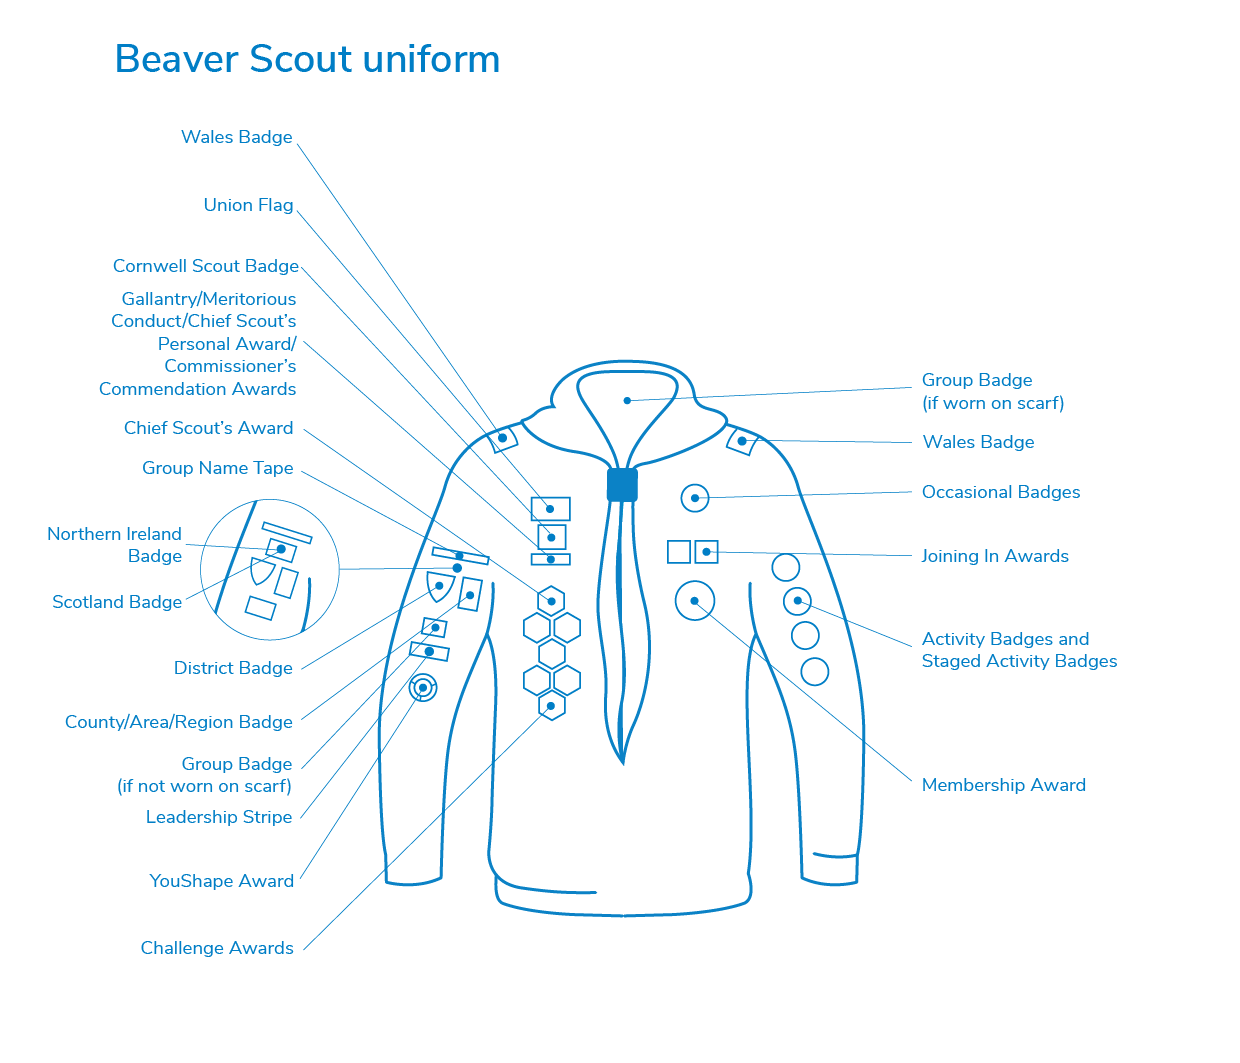 Beaver Scout uniform
Wales Badge
Union Flag
Cornwell Scout Badge
Gallantry/Meritorious
Conduct/Chief Scout’s
Personal Award/
Commissioner’s
Commendation Awards
Chief Scout’s Award
Group Name Tape
Northern Ireland
Badge
Scotland Badge
District Badge
County/Area/Region Badge
Group Badge
(if not worn on scarf)
Leadership Stripe
YouShape Award
Challenge Awards
Group Badge
(if worn on scarf)
Wales Badge
Occasional Badges
Joining In Awards
Activity Badges and
Staged Activity Badges
Membership Award